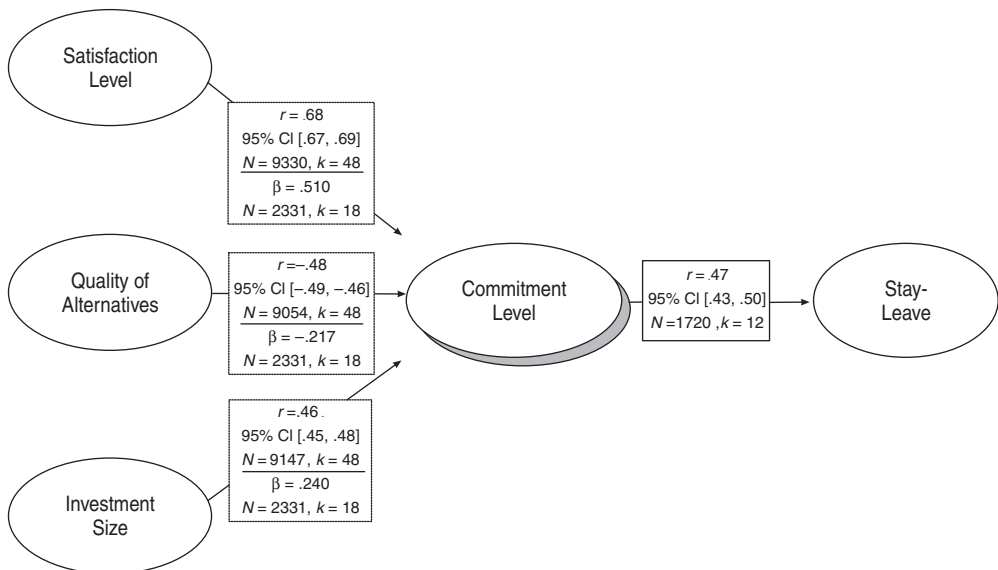 Satisfaction
Level
r = .68
95% CI [.67, .69]
N = 9330, k = 48
β = .510
N = 2331, k = 18
Quality of
Alternatives
r=–.48
95% CI [–.49, –.46]
N = 9054, k = 48
β = –.217
N = 2331, k = 18
Investment
Size
r=.46
95% CI [.45, .48]
N = 9147, k = 48
β = .240
N = 2331, k = 18
Commitment
Level
r = .47
95% CI [.43, .50]
N=1720 , k = 12
Stay-
Leave